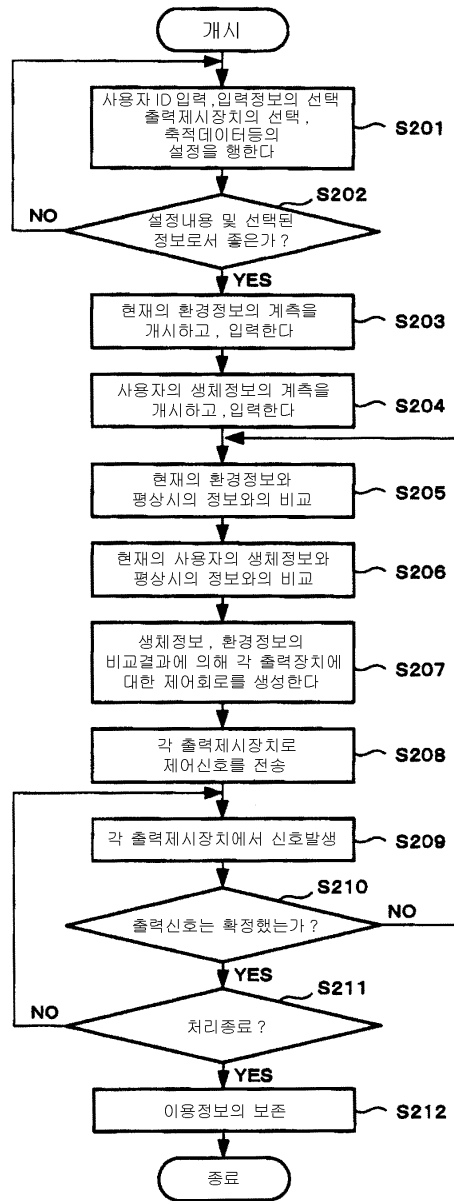 개시
사용자 ID 입력, 입력정보의 선택
출력제시장치의 선택,
축적데이터등의
설정을 행한다
S201
S202
NO
설정내용 및 선택된
정보로서 좋은가?
YES
현재의 환경정보의 계측을
개시하고, 입력한다
S203
사용자의 생체정보의 계측을
개시하고, 입력한다
S204
현재의 환경정보와
평상시의 정보와의 비교
S205
현재의 사용자의 생체정보와
평상시의 정보와의 비교
S206
생체정보, 환경정보의
비교결과에 의해 각 출력장치에
대한 제어회로를 생성한다
S207
각 출력제시장치로
제어신호를 전송
S208
각 출력제시장치에서 신호발생
S209
S210
출력신호는 확정했는가?
NO
YES
S211
NO
처리종료?
YES
이용정보의 보존
S212
종료